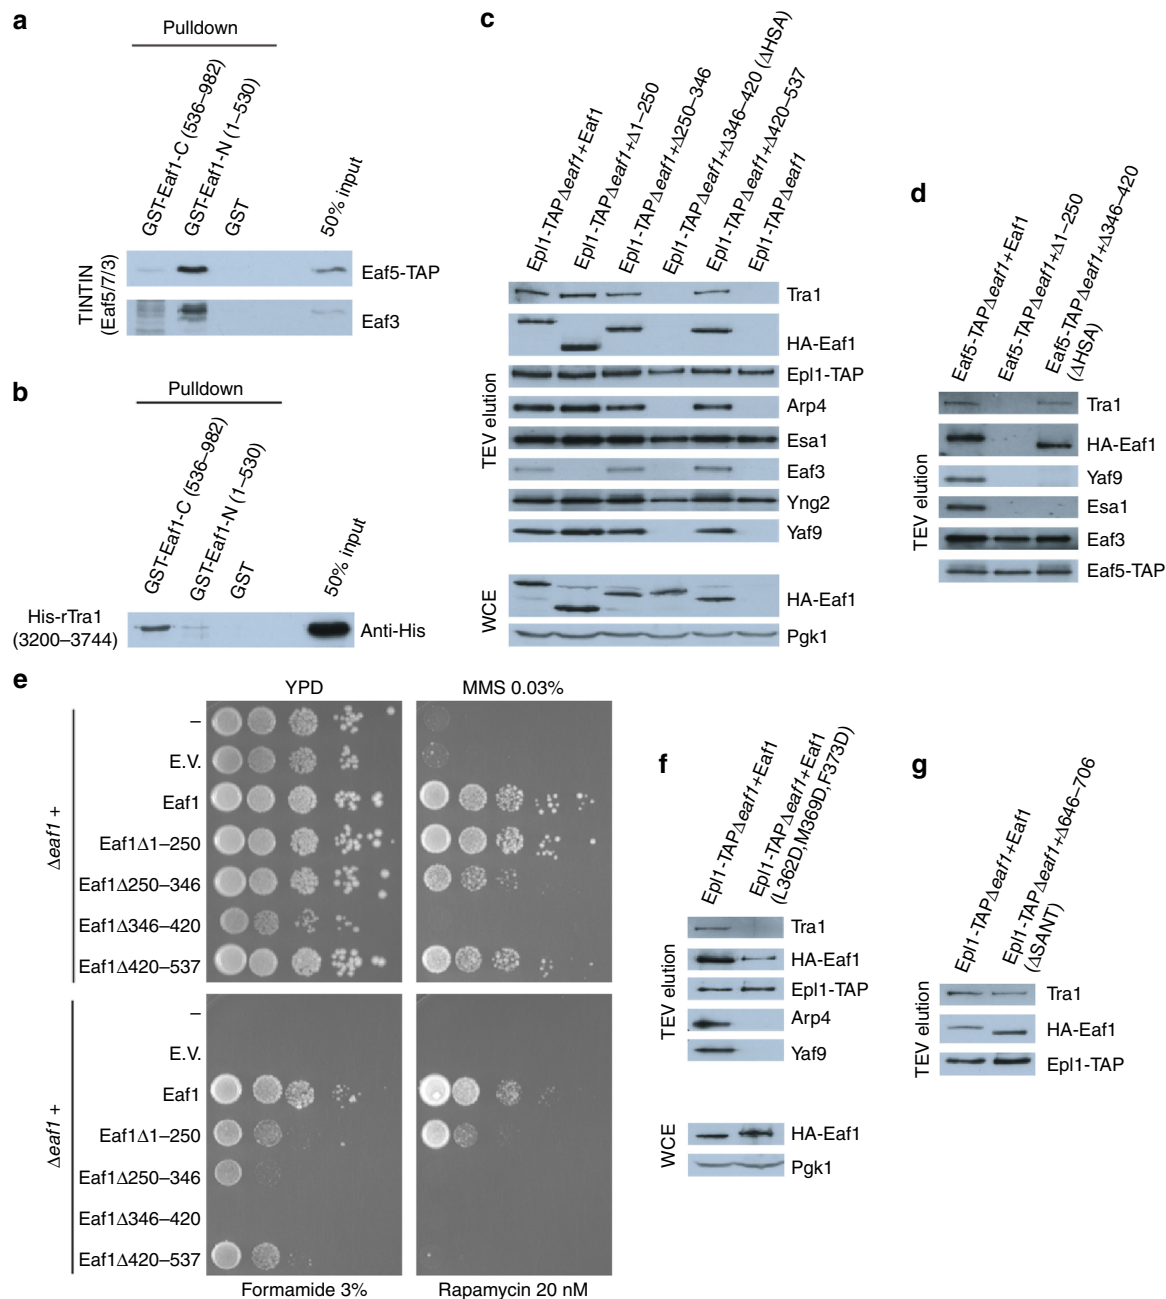 a
Pulldown
GST-Eaf1-C (536–982)
GST-Eaf1-N (1–530)
GST
50% input
TINTIN
(Eaf5/7/3)
Eaf5-TAP
Eaf3
b
Pulldown
GST-Eaf1-C (536–982)
GST-Eaf1-N (1–530)
GST
50% input
His-rTra1
(3200–3744)
Anti-His
c
Epl1-TAPΔeaf1+Eaf1
Epl1-TAPΔeaf1+Δ1–250
Epl1-TAPΔeaf1+Δ250–346
Epl1-TAPΔeaf1+Δ346–420 (ΔHSA)
Epl1-TAPΔeaf1+Δ420–537
Epl1-TAPΔeaf1
TEV elution
Tra1
HA-Eaf1
Epl1-TAP
Arp4
Esa1
Eaf3
Yng2
Yaf9
WCE
HA-Eaf1
Pgk1
d
Eaf5-TAPΔeaf1+Eaf1
Eaf5-TAPΔeaf1+Δ1–250
Eaf5-TAPΔeaf1+Δ346–420
(ΔHSA)
TEV elution
Tra1
HA-Eaf1
Yaf9
Esa1
Eaf3
Eaf5-TAP
e
YPD
MMS 0.03%
Δeaf1 +
–
E.V.
Eaf1
Eaf1Δ1–250
Eaf1Δ250–346
Eaf1Δ346–420
Eaf1Δ420–537
Δeaf1 +
–
E.V.
Eaf1
Eaf1Δ1–250
Eaf1Δ250–346
Eaf1Δ346–420
Eaf1Δ420–537
Formamide 3%
Rapamycin 20 nM
f
Epl1-TAPΔeaf1+Eaf1
Epl1-TAPΔeaf1+Eaf1
(L362D,M369D,F373D)
TEV elution
Tra1
HA-Eaf1
Epl1-TAP
Arp4
Yaf9
WCE
HA-Eaf1
Pgk1
g
Epl1-TAPΔeaf1+Eaf1
Epl1-TAPΔeaf1+Δ646–706
(ΔSANT)
TEV elution
Tra1
HA-Eaf1
Epl1-TAP